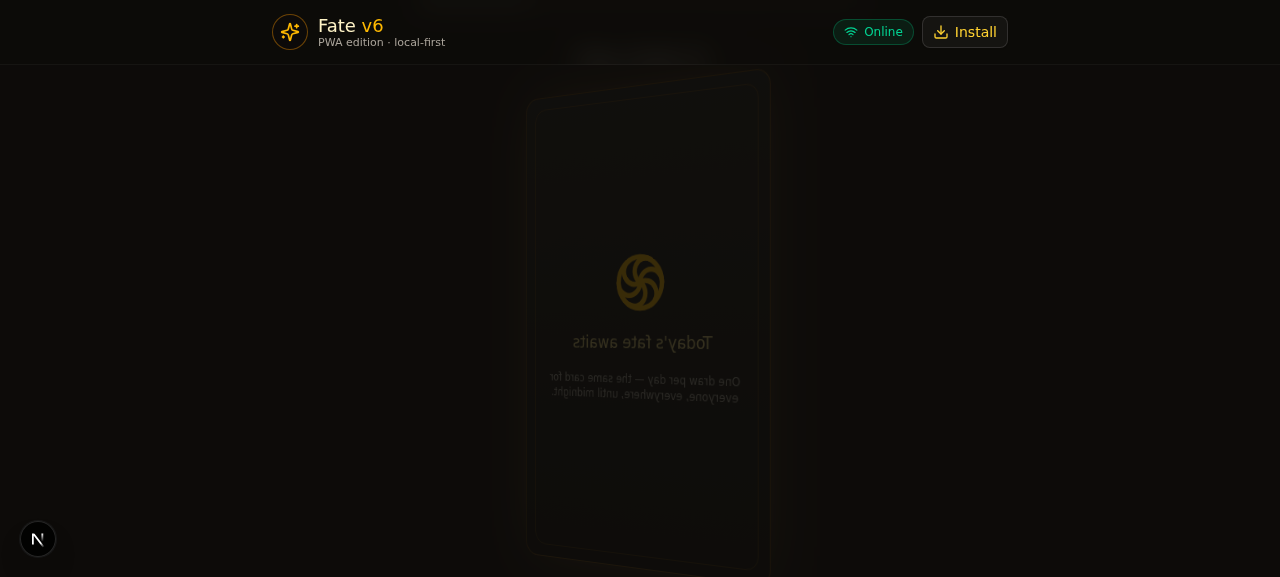 Fate v6
PWA edition · local-first
Online
Install
Today's fate awaits
One draw per day — the same card for
everyone, everywhere, until midnight.
N